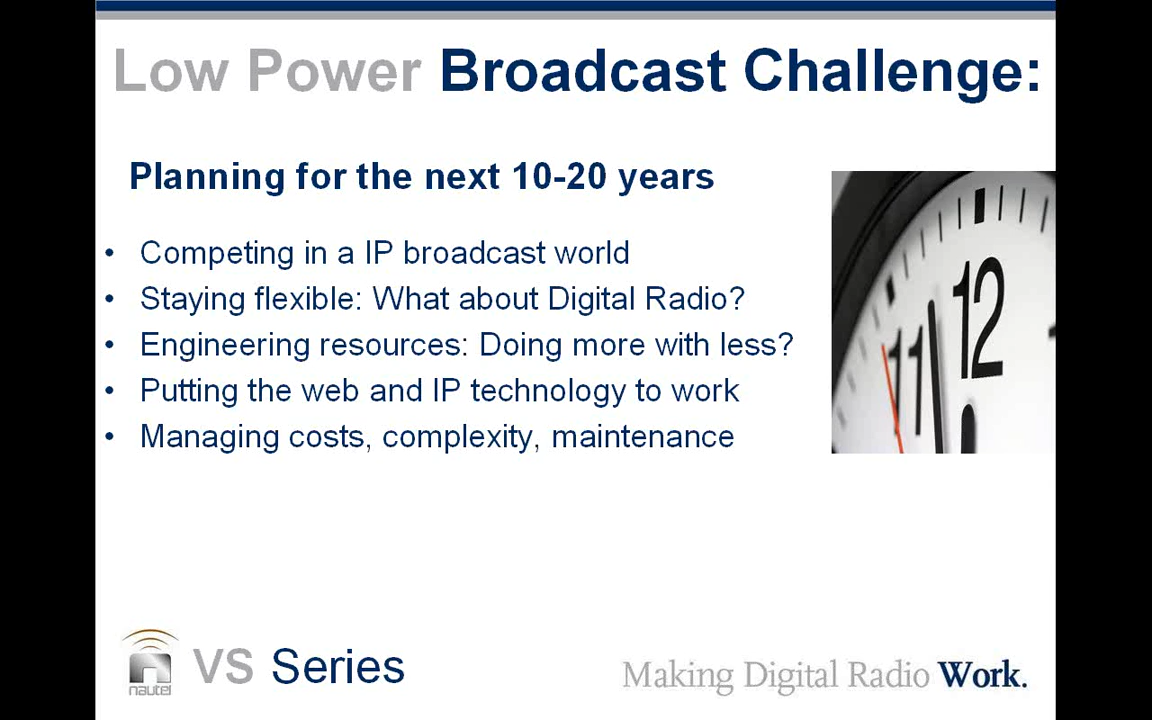 Low Power Broadcast Challenge:
Planning for the next 10-20 years
• Competing in a IP broadcast world
• Staying flexible: What about Digital Radio?
• Engineering resources: Doing more with less?
• Putting the web and IP technology to work
• Managing costs, complexity, maintenance
12
11
nautel
VS Series
Making Digital Radio Work.